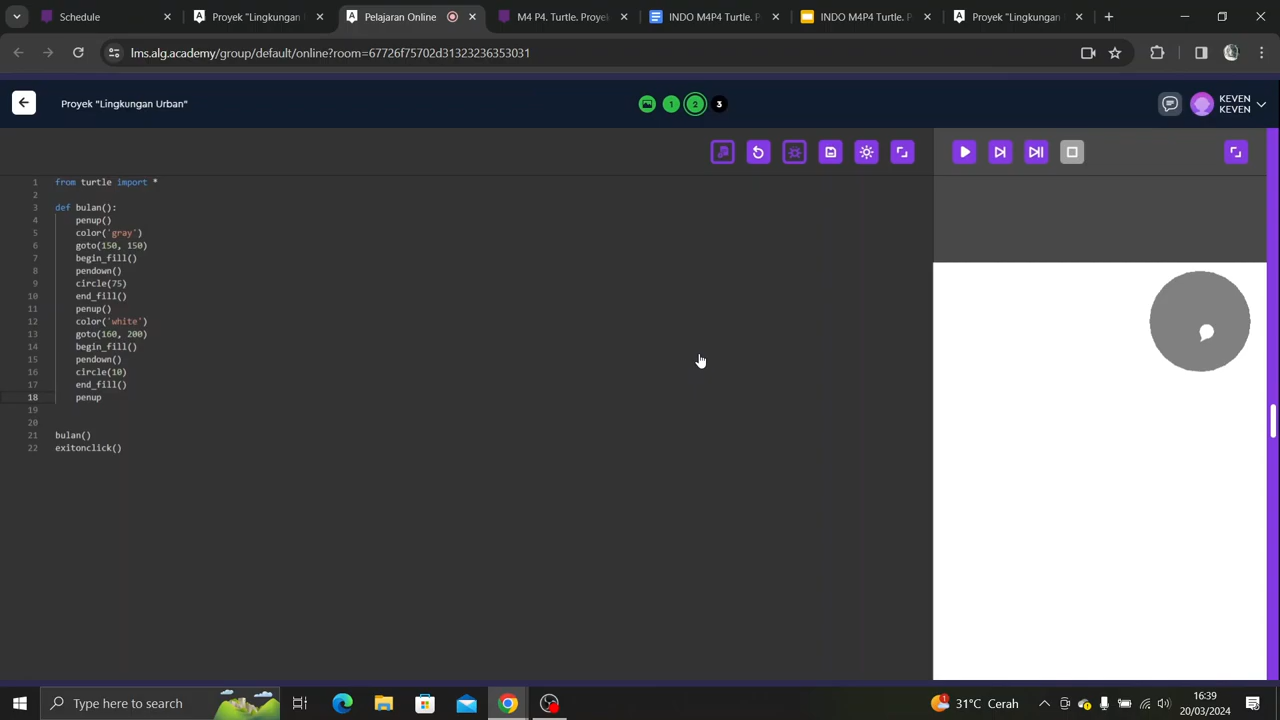 Schedule
Proyek "Lingkungan
Pelajaran Online
M4 P4. Turtle. Proye
INDO M4P4 Turtle. P
INDO M4P4 Turtle. P
Proyek "Lingkungan
lms.alg.academy/group/default/online?room=67726f75702d31323236353031
Proyek "Lingkungan Urban"
1
2
3
KEVEN
KEVEN
1 from turtle import *
2
3 def bulan():
4 penup()
5 color('gray')
6 goto(150, 150)
7 begin_fill()
8 pendown()
9 circle(75)
10 end_fill()
11 penup()
12 color('white')
13 goto(160, 200)
14 begin_fill()
15 pendown()
16 circle(10)
17 end_fill()
18 penup
19
20
21 bulan()
22 exitonclick()
Type here to search
1
31°C Cerah
16:39
20/03/2024